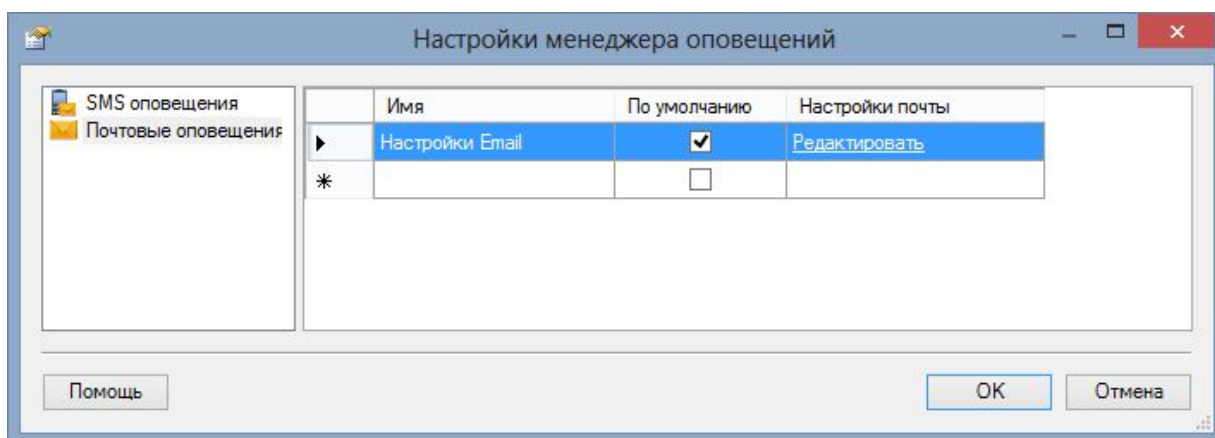 Настройки менеджера оповещений
SMS оповещения
Почтовые оповещения
Имя По умолчанию Настройки почты
Настройки Email Редактировать
Помощь OK Отмена